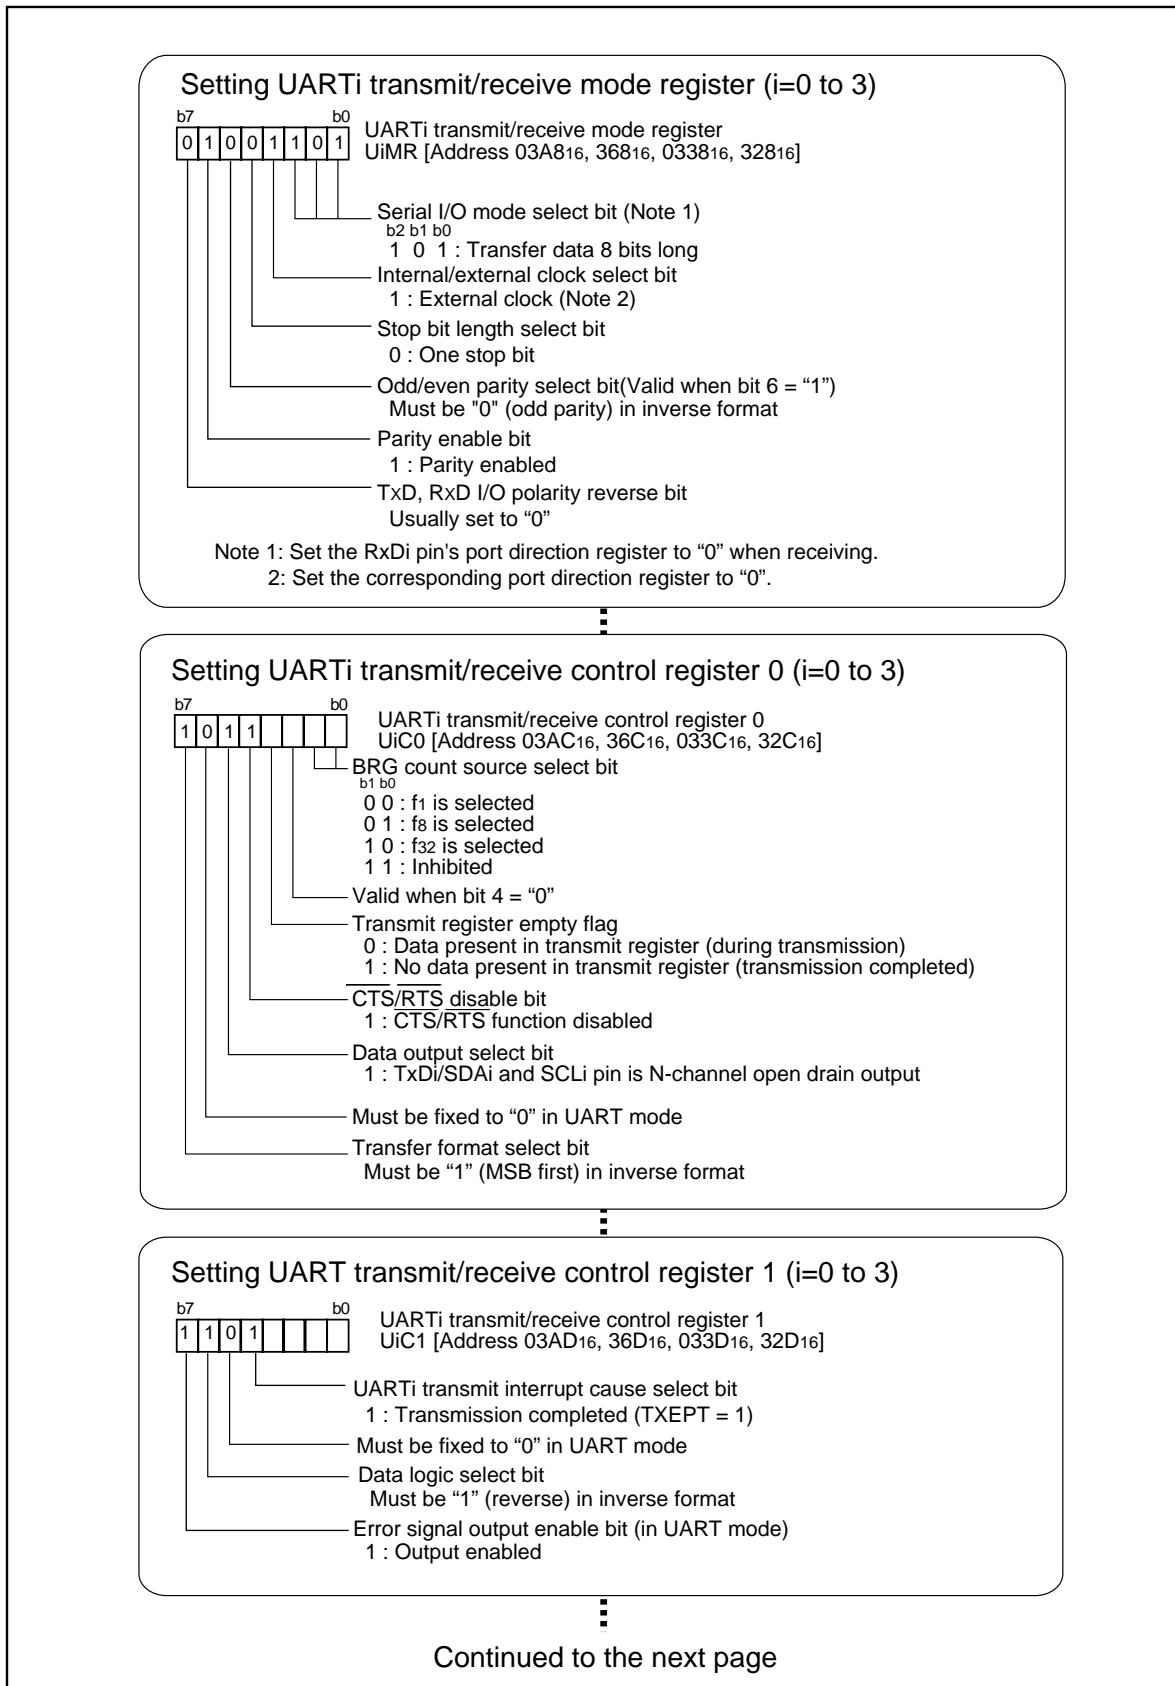 Setting UARTi transmit/receive mode register (i=0 to 3)
b7 b0
0 1 0 0 1 1 0 1
UARTi transmit/receive mode register
UiMR [Address 03A816, 36816, 033816, 32816]
Serial I/O mode select bit (Note 1)
b2 b1 b0
1 0 1 : Transfer data 8 bits long
Internal/external clock select bit
1 : External clock (Note 2)
Stop bit length select bit
0 : One stop bit
Odd/even parity select bit(Valid when bit 6 = “1”)
Must be "0" (odd parity) in inverse format
Parity enable bit
1 : Parity enabled
TxD, RxD I/O polarity reverse bit
Usually set to “0”
Note 1: Set the RxDi pin's port direction register to “0” when receiving.
2: Set the corresponding port direction register to “0”.
Setting UARTi transmit/receive control register 0 (i=0 to 3)
b7 b0
1 0 1 1
UARTi transmit/receive control register 0
UiC0 [Address 03AC16, 36C16, 033C16, 32C16]
BRG count source select bit
b1 b0
0 0 : f1 is selected
0 1 : f8 is selected
1 0 : f32 is selected
1 1 : Inhibited
Valid when bit 4 = “0”
Transmit register empty flag
0 : Data present in transmit register (during transmission)
1 : No data present in transmit register (transmission completed)
CTS/RTS disable bit
1 : CTS/RTS function disabled
Data output select bit
1 : TxDi/SDAi and SCLi pin is N-channel open drain output
Must be fixed to “0” in UART mode
Transfer format select bit
Must be “1” (MSB first) in inverse format
Setting UART transmit/receive control register 1 (i=0 to 3)
b7 b0
1 1 0 1
UARTi transmit/receive control register 1
UiC1 [Address 03AD16, 36D16, 033D16, 32D16]
UARTi transmit interrupt cause select bit
1 : Transmission completed (TXEPT = 1)
Must be fixed to “0” in UART mode
Data logic select bit
Must be “1” (reverse) in inverse format
Error signal output enable bit (in UART mode)
1 : Output enabled
Continued to the next page